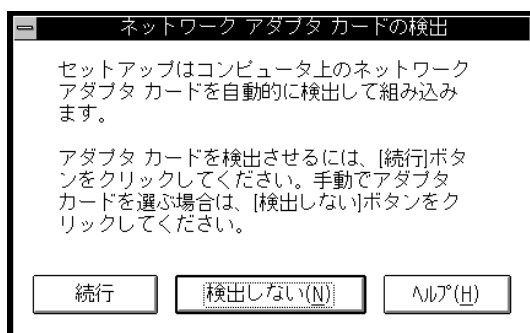 ネットワーク アダプタ カードの検出
セットアップはコンピュータ上のネットワーク
アダプタ カードを自動的に検出して組み込み
ます。
アダプタ カードを検出させるには、[続行]ボタ
ンをクリックしてください。手動でアダプタ
カードを選ぶ場合は、[検出しない]ボタンをク
リックしてください。
続行
検出しない(N)
ﾍﾙﾌﾟ(H)